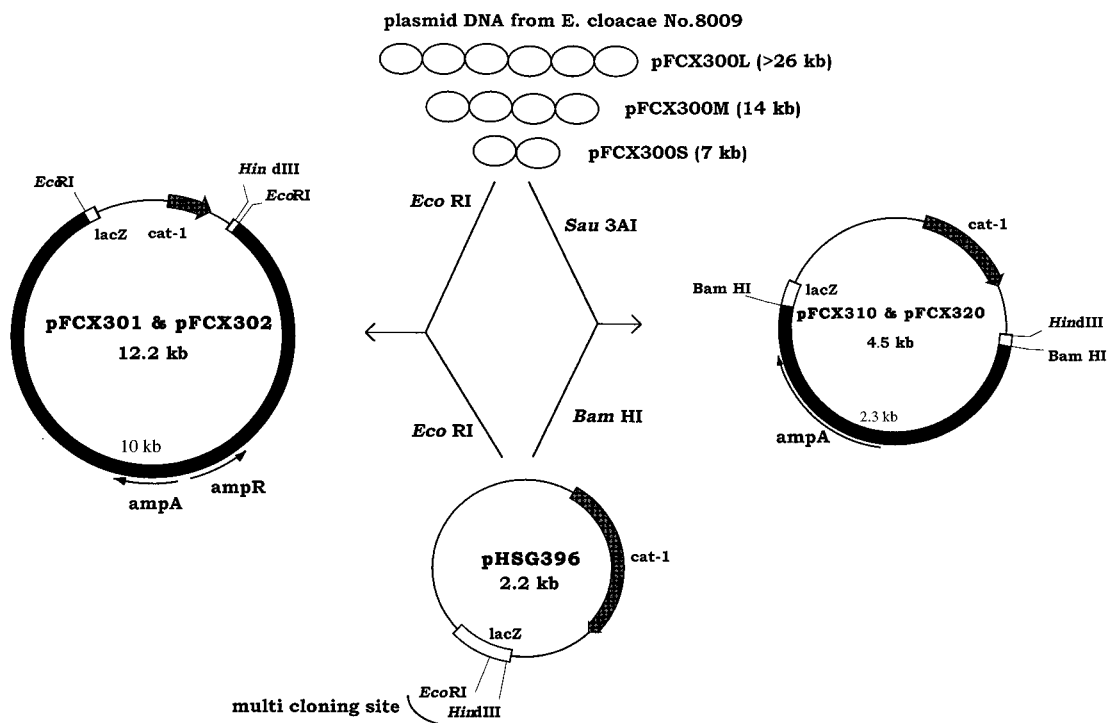 plasmid DNA from E. cloacae No.8009
pFCX300L (>26 kb)
pFCX300M (14 kb)
pFCX300S (7 kb)
EcoRI
Hin dIII
EcoRI
lacZ
cat-1
pFCX301 & pFCX302
12.2 kb
10 kb
ampA
ampR
Eco RI
Sau 3AI
Eco RI
Bam HI
cat-1
Bam HI
lacZ
pFCX310 & pFCX320
4.5 kb
HindIII
Bam HI
2.3 kb
ampA
pHSG396
2.2 kb
cat-1
lacZ
EcoRI
HindIII
multi cloning site